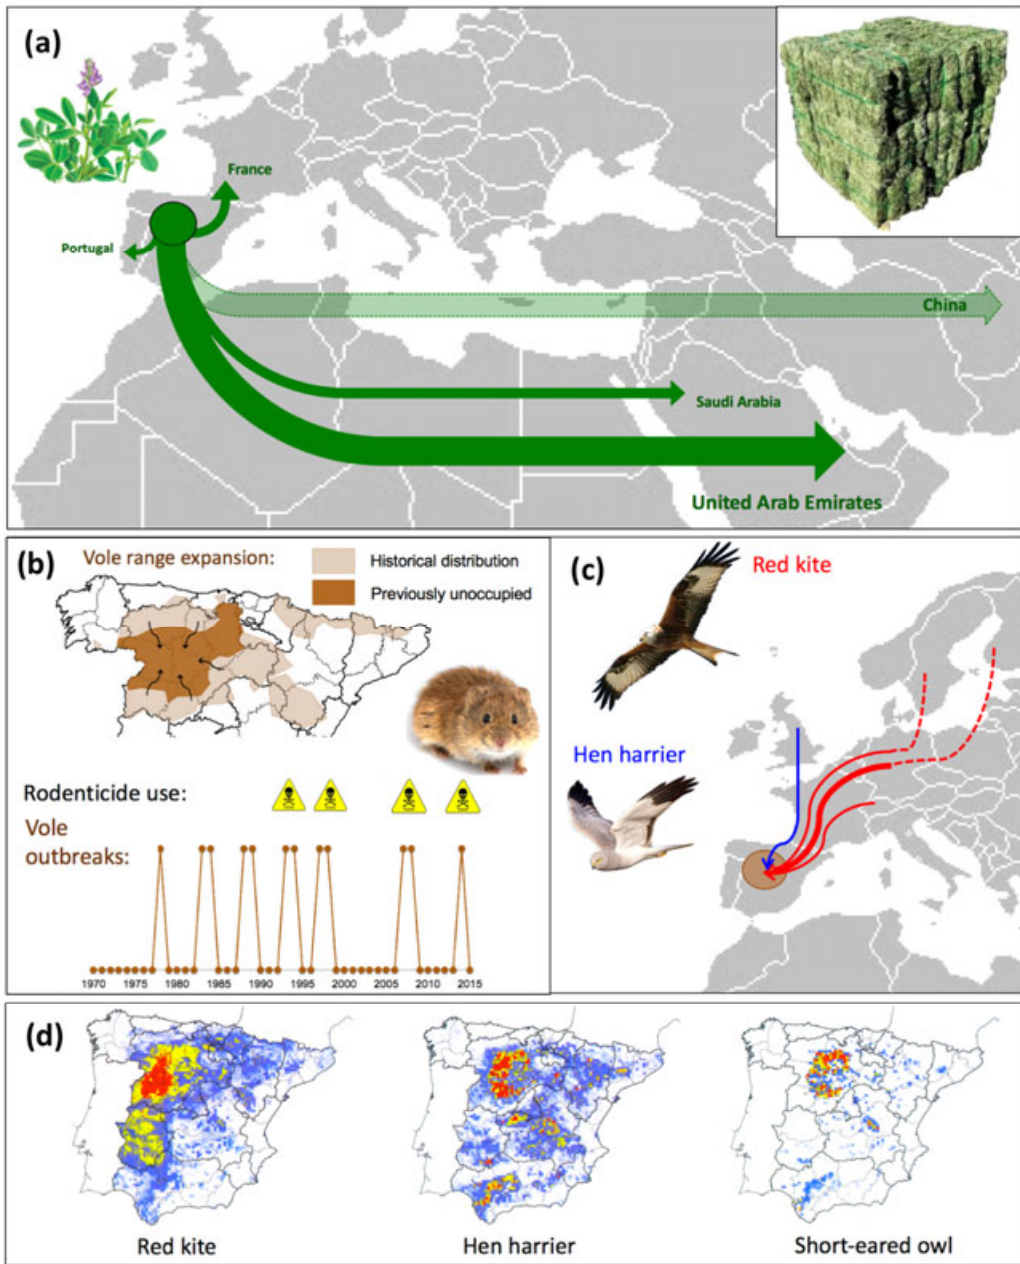 (a)
France
Portugal
China
Saudi Arabia
United Arab Emirates
(b)
Vole range expansion:
Historical distribution
Previously unoccupied
Rodenticide use:
Vole
outbreaks:
1970 1975 1980 1985 1990 1995 2000 2005 2010 2015
(c)
Red kite
Hen harrier
(d)
Red kite
Hen harrier
Short-eared owl